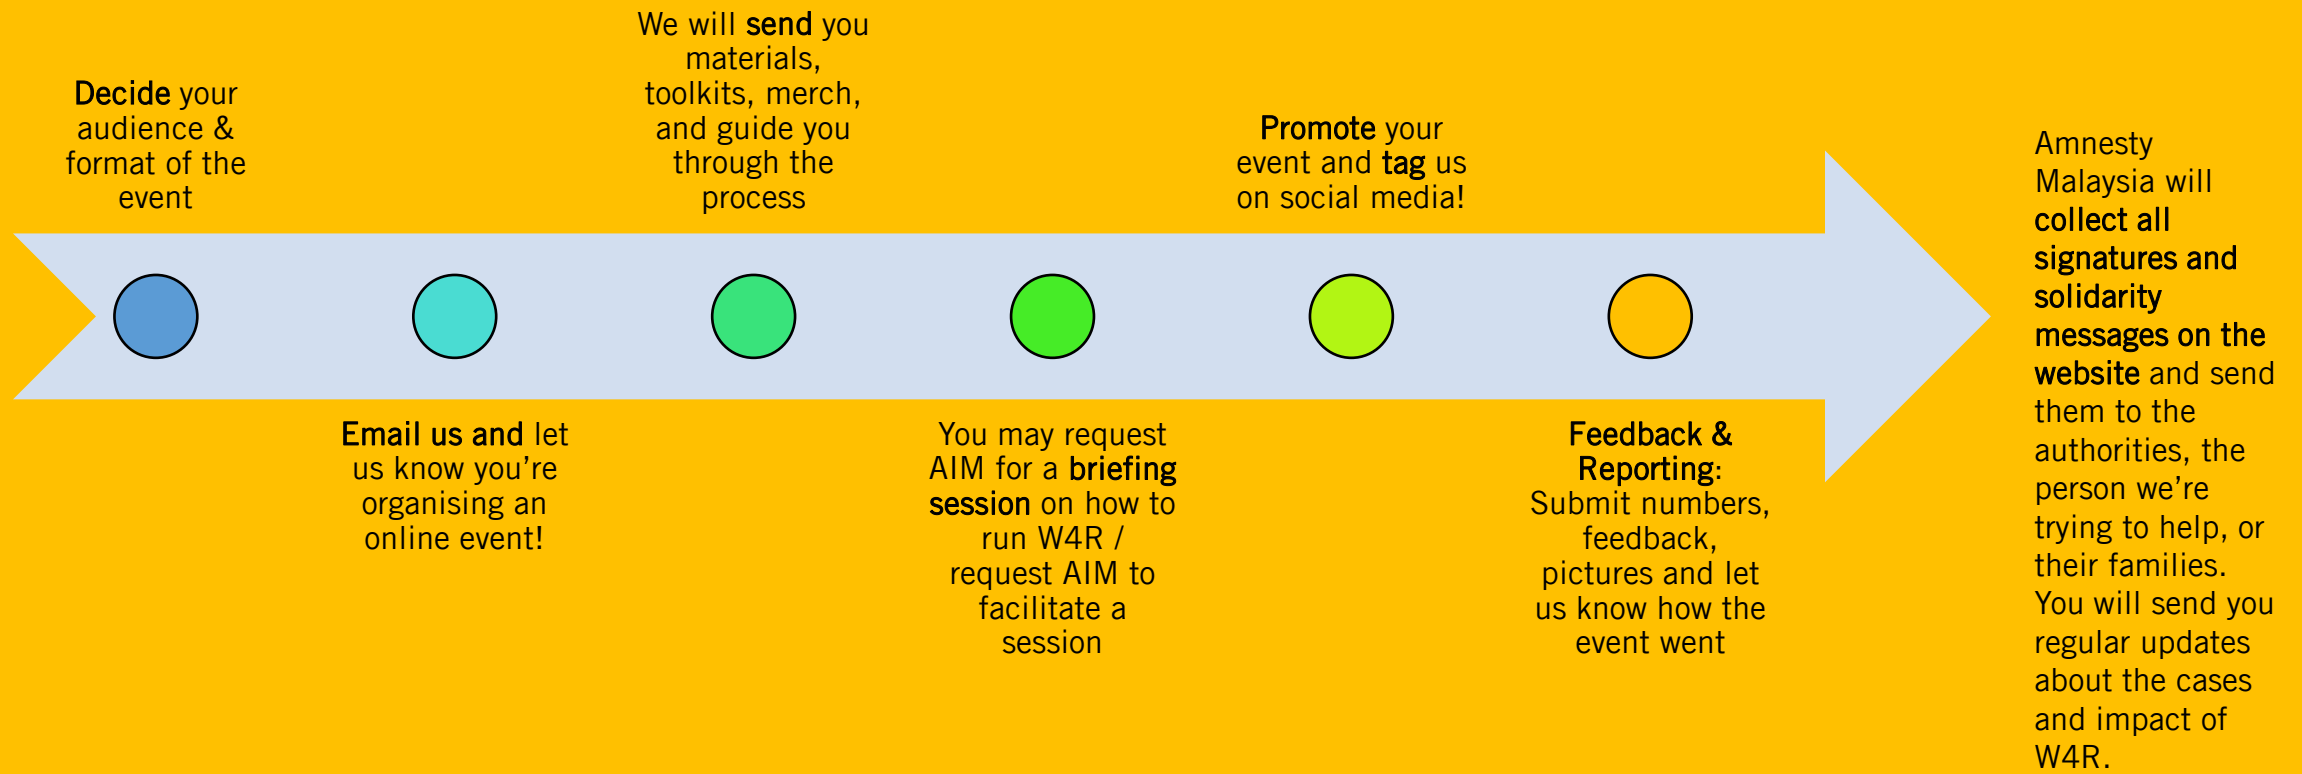 Decide your
audience &
format of the
event
Email us and let
us know you’re
organising an
online event!
We will send you
materials,
toolkits, merch,
and guide you
through the
process
You may request
AIM for a briefing
session on how to
run W4R /
request AIM to
facilitate a
session
Promote your
event and tag us
on social media!
Feedback &
Reporting:
Submit numbers,
feedback,
pictures and let
us know how the
event went
Amnesty
Malaysia will
collect all
signatures and
solidarity
messages on the
website and send
them to the
authorities, the
person we’re
trying to help, or
their families.
You will send you
regular updates
about the cases
and impact of
W4R.